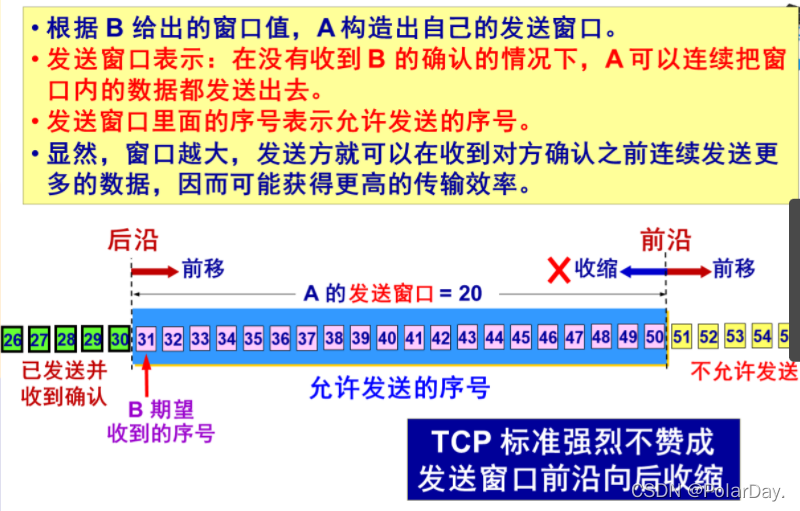 • 根据 B 给出的窗口值，A 构造出自己的发送窗口。
• 发送窗口表示：在没有收到 B 的确认的情况下，A 可以连续把窗
口内的数据都发送出去。
• 发送窗口里面的序号表示允许发送的序号。
• 显然，窗口越大，发送方就可以在收到对方确认之前连续发送更
多的数据，因而可能获得更高的传输效率。
后沿
前沿
前移
收缩
前移
A 的发送窗口 = 20
26 27 28 29 30 31 32 33 34 35 36 37 38 39 40 41 42 43 44 45 46 47 48 49 50 51 52 53 54
已发送并
收到确认
允许发送的序号
不允许发送
B 期望
收到的序号
TCP 标准强烈不赞成
发送窗口前沿向后收缩
CSDN @PolarDay.